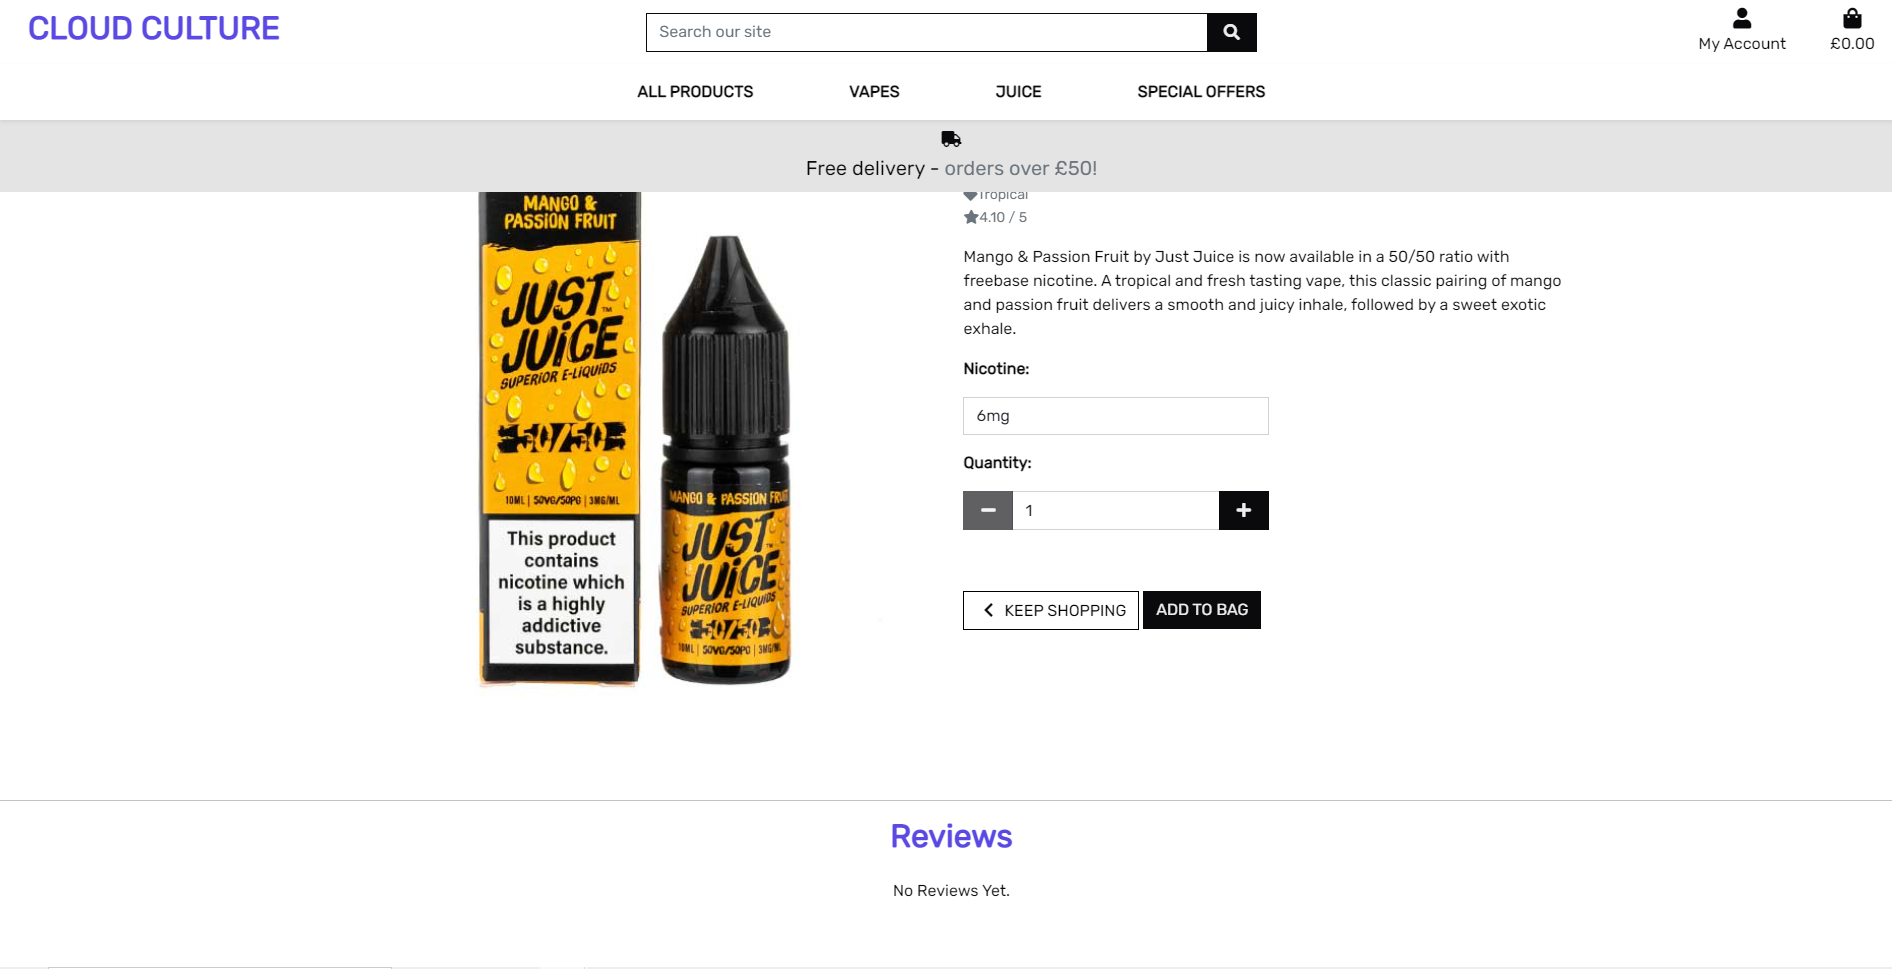 CLOUD CULTURE
Search our site
My Account
£0.00
ALL PRODUCTS
VAPES
JUICE
SPECIAL OFFERS
Free delivery - orders over £50!
MANGO &
PASSION FRUIT
JUST
JUICE
SUPERIOR E-LIQUIDS
50/50
10ML | 50VG/50PG | 3MG/ML
This product
contains
nicotine which
is a highly
addictive
substance.
MANGO & PASSION FRUIT
JUST
JUICE
SUPERIOR E-LIQUIDS
50/50
10ML | 50VG/50PG | 3MG/ML
Tropical
4.10 / 5
Mango & Passion Fruit by Just Juice is now available in a 50/50 ratio with
freebase nicotine. A tropical and fresh tasting vape, this classic pairing of mango
and passion fruit delivers a smooth and juicy inhale, followed by a sweet exotic
exhale.
Nicotine:
6mg
Quantity:
1
KEEP SHOPPING
ADD TO BAG
Reviews
No Reviews Yet.